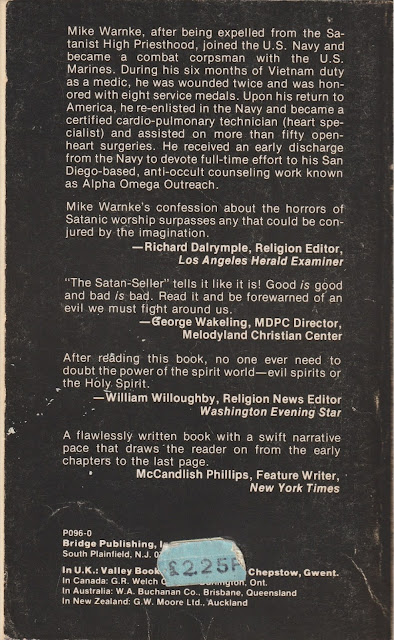 Mike Warnke, after being expelled from the Sa-
tanist High Priesthood, joined the U.S. Navy and
became a combat corpsman with the U.S.
Marines. During his six months of Vietnam duty
as a medic, he was wounded twice and was hon-
ored with eight service medals. Upon his return to
America, he re-enlisted in the Navy and became a
certified cardio-pulmonary technician (heart spe-
cialist) and assisted on more than fifty open-
heart surgeries. He received an early discharge
from the Navy to devote full-time effort to his San
Diego-based, anti-occult counseling work known
as Alpha Omega Outreach.
Mike Warnke's confession about the horrors of
Satanic worship surpasses any that could be con-
jured by the imagination.
—Richard Dalrymple, Religion Editor,
Los Angeles Herald Examiner
"The Satan-Seller" tells it like it is! Good is good
and bad is bad. Read it and be forewarned of an
evil we must fight around us.
—George Wakeling, MDPC Director,
Melodyland Christian Center
After reading this book, no one ever need to
doubt the power of the spirit world—evil spirits or
the Holy Spirit.
—William Willoughby, Religion News Editor
Washington Evening Star
A flawlessly written book with a swift narrative
pace that draws the reader on from the early
chapters to the last page.
McCandlish Phillips, Feature Writer,
New York Times
P096-0
Bridge Publishing,
South Plainfield, N.J.
£2.25
In U.K.: Valley Book Chepstow, Gwent.
In Canada: G.R. Welch Ont.
In Australia: W.A. Buchanan Co., Brisbane, Queensland
In New Zealand: G.W. Moore Ltd., Auckland